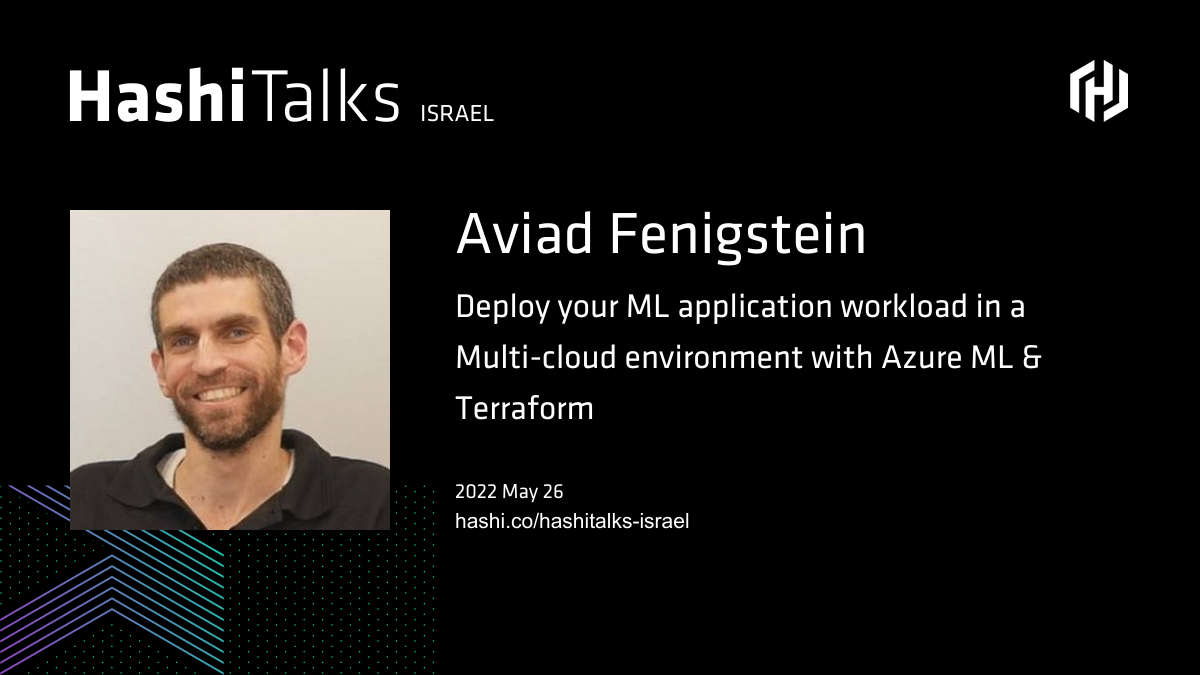 HashiTalks ISRAEL
Aviad Fenigstein
Deploy your ML application workload in a
Multi-cloud environment with Azure ML &
Terraform
2022 May 26
hashi.co/hashitalks-israel